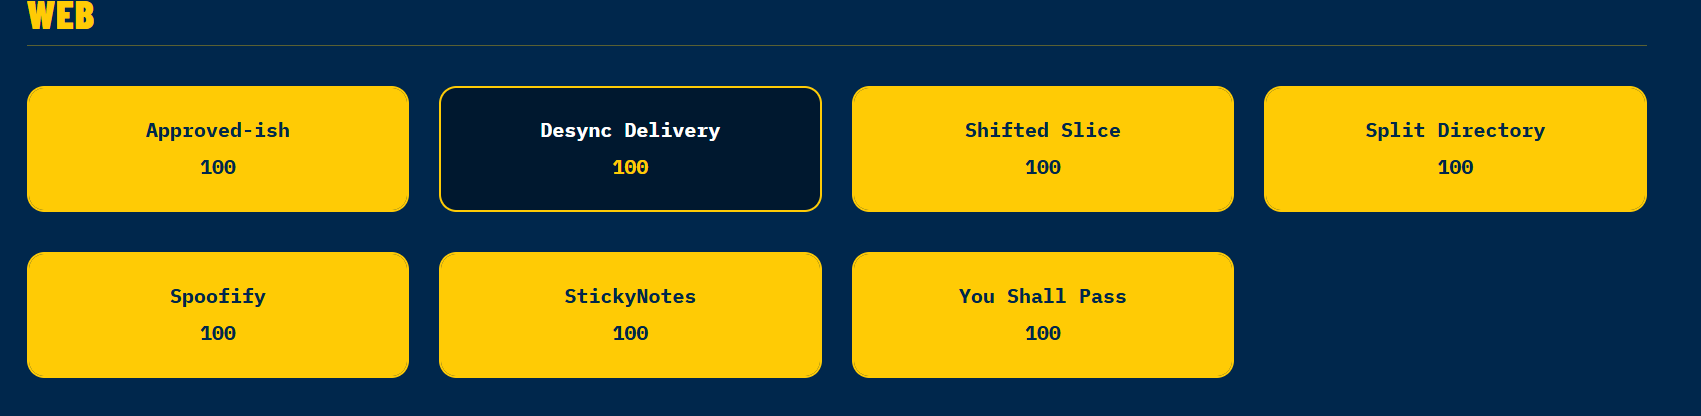 WEB
Approved-ish
100
Desync Delivery
100
Shifted Slice
100
Split Directory
100
Spoofify
100
StickyNotes
100
You Shall Pass
100